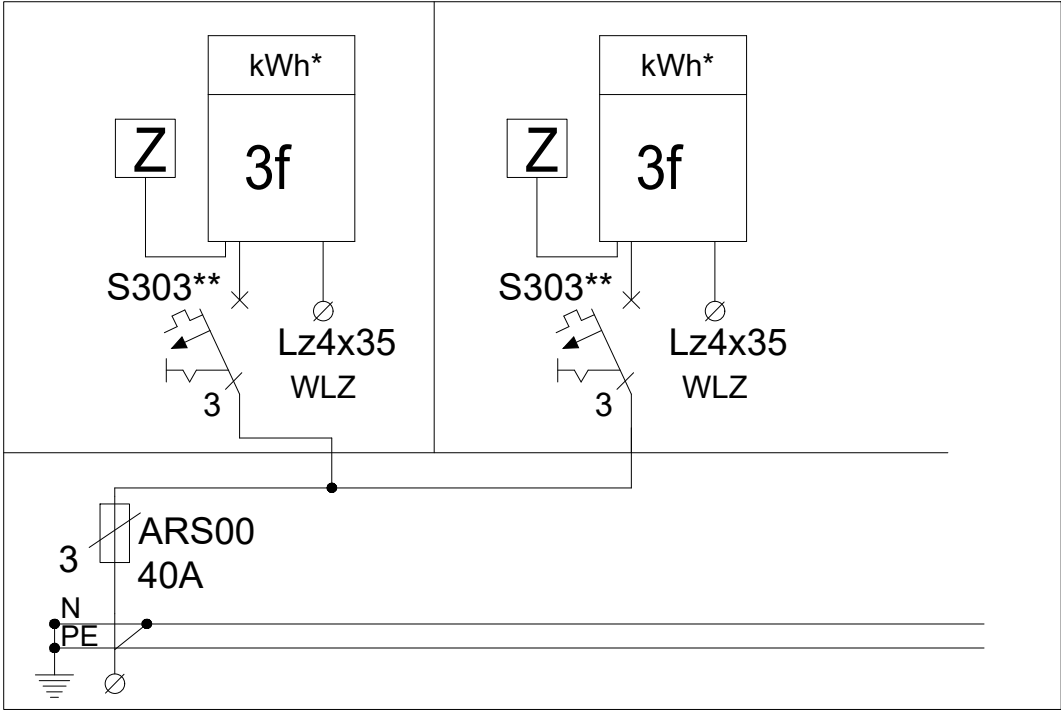 kWh*
kWh*
Z
3f
Z
3f
S303**
S303**
Lz4x35
Lz4x35
WLZ
WLZ
3
3
ARS00
3
40A
N
PE